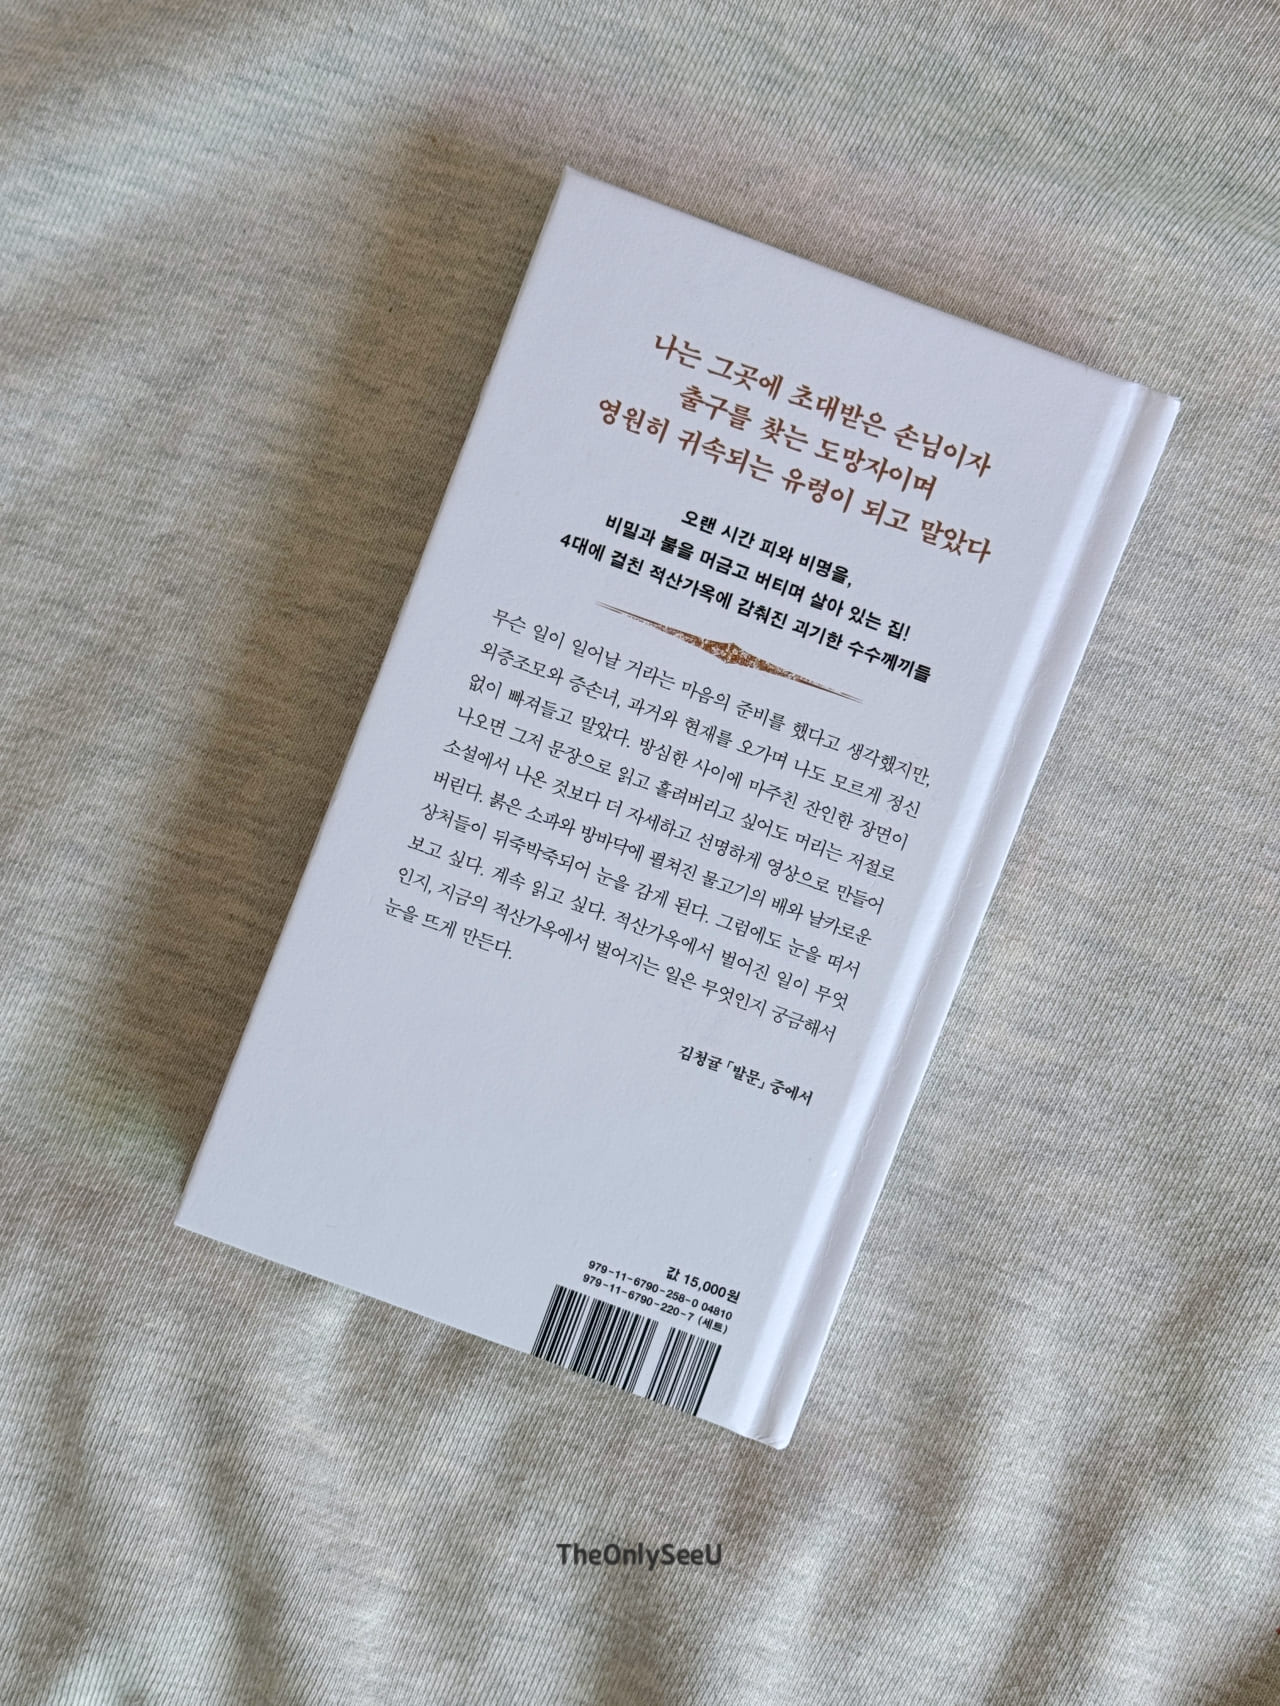 나는 그곳에 초대받은 손님이자
출구를 찾는 도망자이며
영원히 귀속되는 유령이 되고 말았다
오랜 시간 피와 비명을,
비밀과 불을 머금고 버티며 살아 있는 집!
4대에 걸친 적산가옥에 감춰진 괴기한 수수께끼들
무슨 일이 일어날 거라는 마음의 준비를 했다고 생각했지만,
외증조모와 증손녀, 과거와 현재를 오가며 나도 모르게 정신
없이 빠져들고 말았다. 방심한 사이에 마주친 잔인한 장면이
나오면 그저 문장으로 읽고 흘려버리고 싶어도 머리는 저절로
소설에서 나온 것보다 더 자세하고 선명하게 영상으로 만들어
버린다. 붉은 소파와 방바닥에 펼쳐진 물고기의 배와 날카로운
상처들이 뒤죽박죽되어 눈을 감게 된다. 그럼에도 눈을 떠서
보고 싶다. 계속 읽고 싶다. 적산가옥에서 벌어진 일이 무엇
인지, 지금의 적산가옥에서 벌어지는 일은 무엇인지 궁금해서
눈을 뜨게 만든다.
김청귤 「발문」 중에서
값 15,000원
979-11-6790-258-0 04810
979-11-6790-220-7 (세트)
TheOnlySeeU